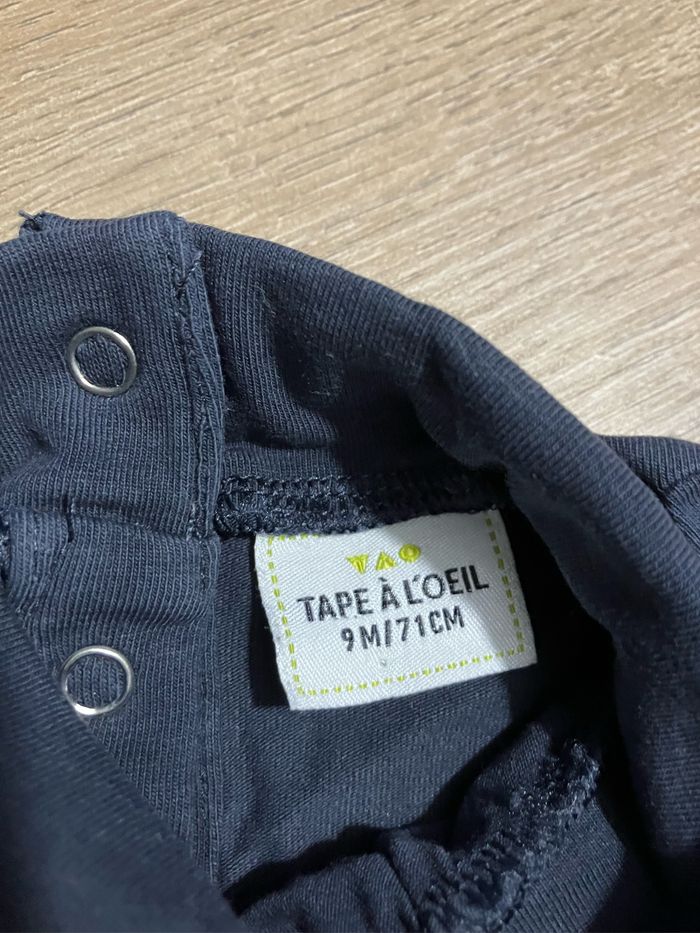 TAO
TAPE À L'OEIL
9M/71CM